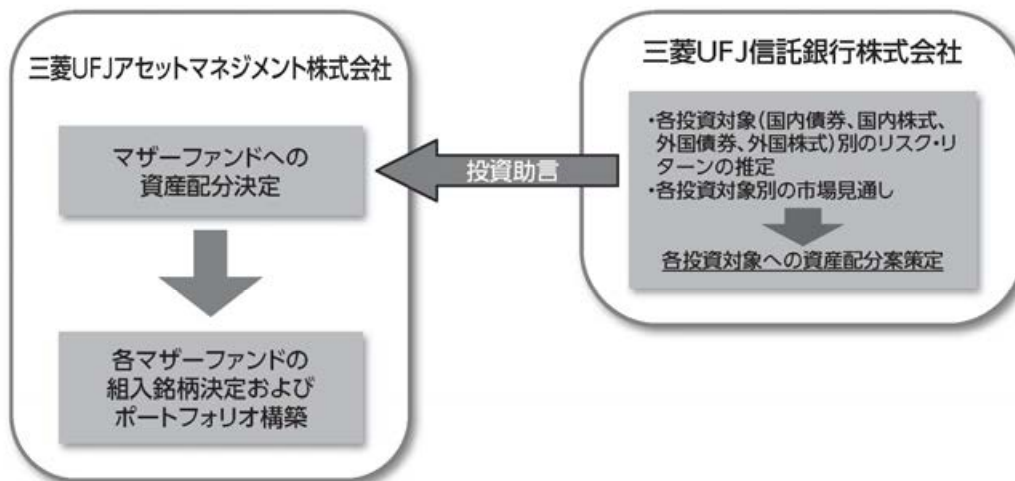 三菱UFJアセットマネジメント株式会社
マザーファンドへの
資産配分決定
各マザーファンドの
組入銘柄決定および
ポートフォリオ構築
投資助言
三菱UFJ信託銀行株式会社
・各投資対象(国内債券、国内株式、
外国債券、外国株式)別のリスク・リ
ターンの推定
・各投資対象別の市場見通し
各投資対象への資産配分案策定